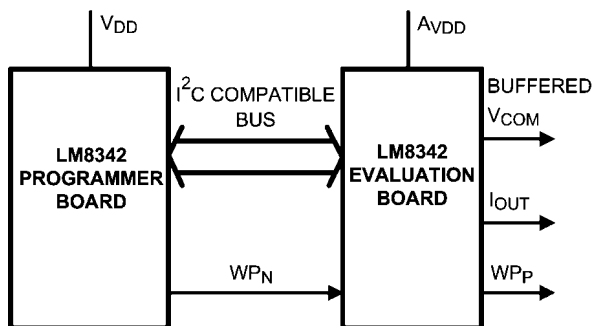 VDD
AVDD
I2C COMPATIBLE
BUS
BUFFERED
VCOM
LM8342
PROGRAMMER
BOARD
LM8342
EVALUATION
BOARD
IOUT
WPN
WPP